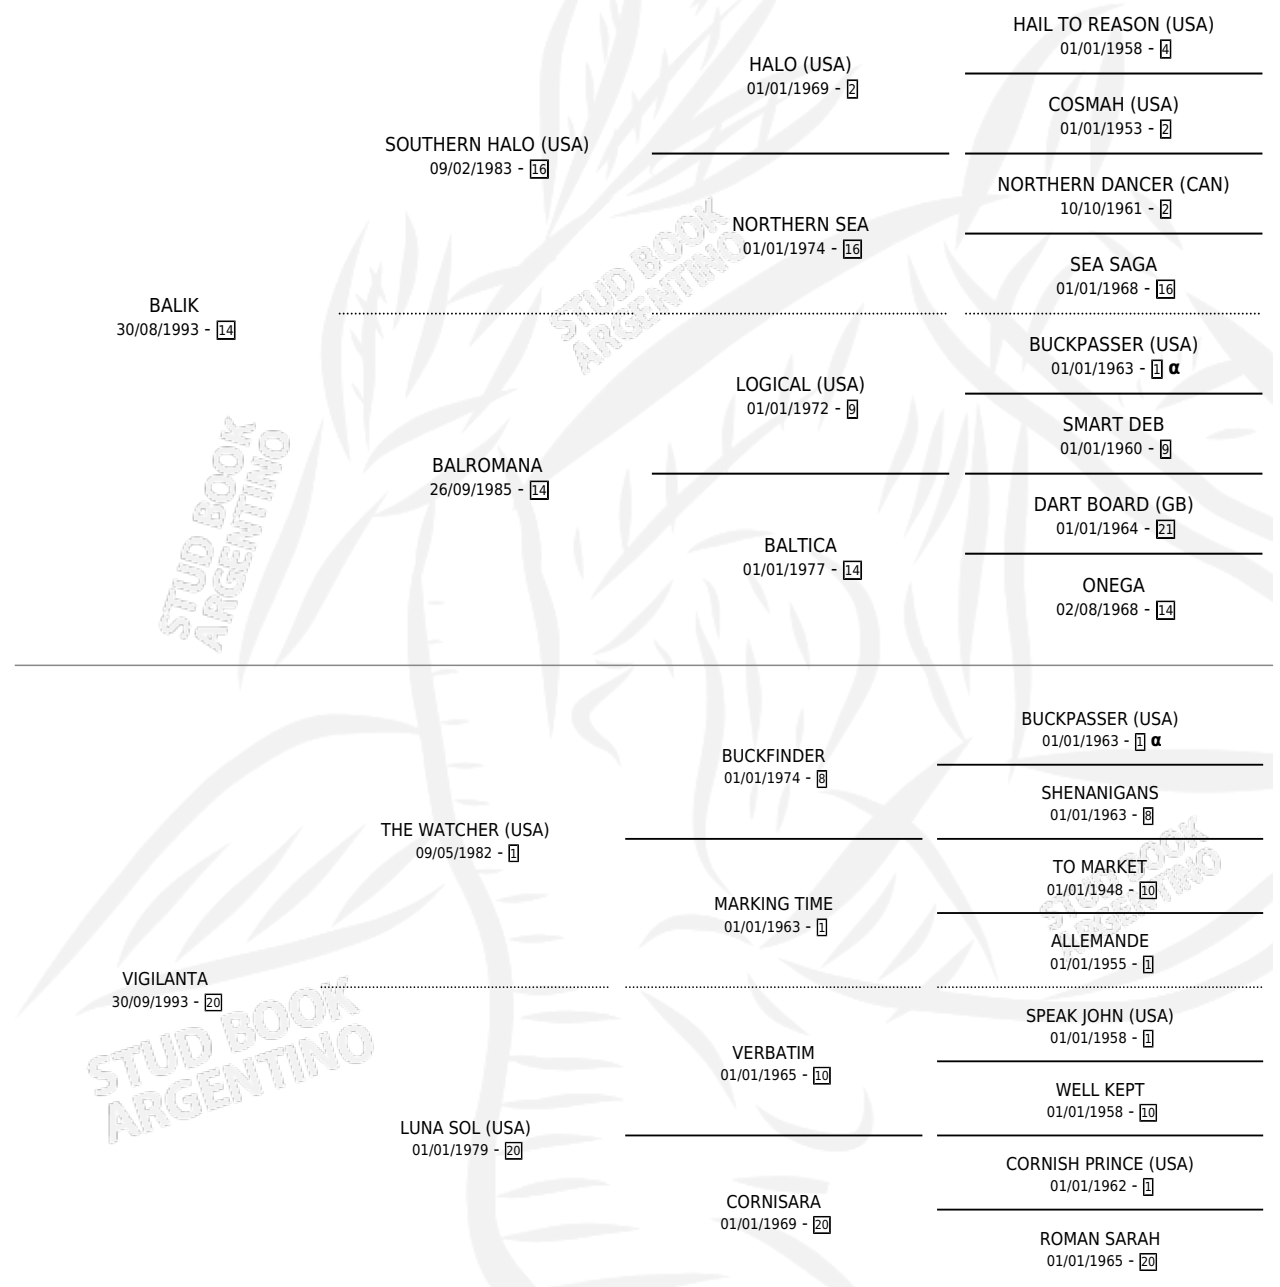 HAIL TO REASON (USA)
01/01/1958 - 4
HALO (USA)
01/01/1969 - 2
COSMAH (USA)
01/01/1953 - 2
SOUTHERN HALO (USA)
09/02/1983 - 16
NORTHERN DANCER (CAN)
10/10/1961 - 2
NORTHERN SEA
01/01/1974 - 16
SEA SAGA
01/01/1968 - 16
BALIK
30/08/1993 - 14
BUCKPASSER (USA)
01/01/1963 - 1 α
LOGICAL (USA)
01/01/1972 - 9
SMART DEB
01/01/1960 - 9
BALROMANA
26/09/1985 - 14
DART BOARD (GB)
01/01/1964 - 21
BALTICA
01/01/1977 - 14
ONEGA
02/08/1968 - 14
BUCKPASSER (USA)
01/01/1963 - 1 α
BUCKFINDER
01/01/1974 - 8
SHENANIGANS
01/01/1963 - 8
THE WATCHER (USA)
09/05/1982 - 1
TO MARKET
01/01/1948 - 10
MARKING TIME
01/01/1963 - 1
ALLEMANDE
01/01/1955 - 1
VIGILANTA
30/09/1993 - 20
SPEAK JOHN (USA)
01/01/1958 - 1
VERBATIM
01/01/1965 - 10
WELL KEPT
01/01/1958 - 10
LUNA SOL (USA)
01/01/1979 - 20
CORNISH PRINCE (USA)
01/01/1962 - 1
CORNISARA
01/01/1969 - 20
ROMAN SARAH
01/01/1965 - 20
STUD BOOK
ARGENTINO
STUD BOOK
ARGENTINO
STUD BOOK
ARGENTINO
STUD BOOK
ARGENTINO